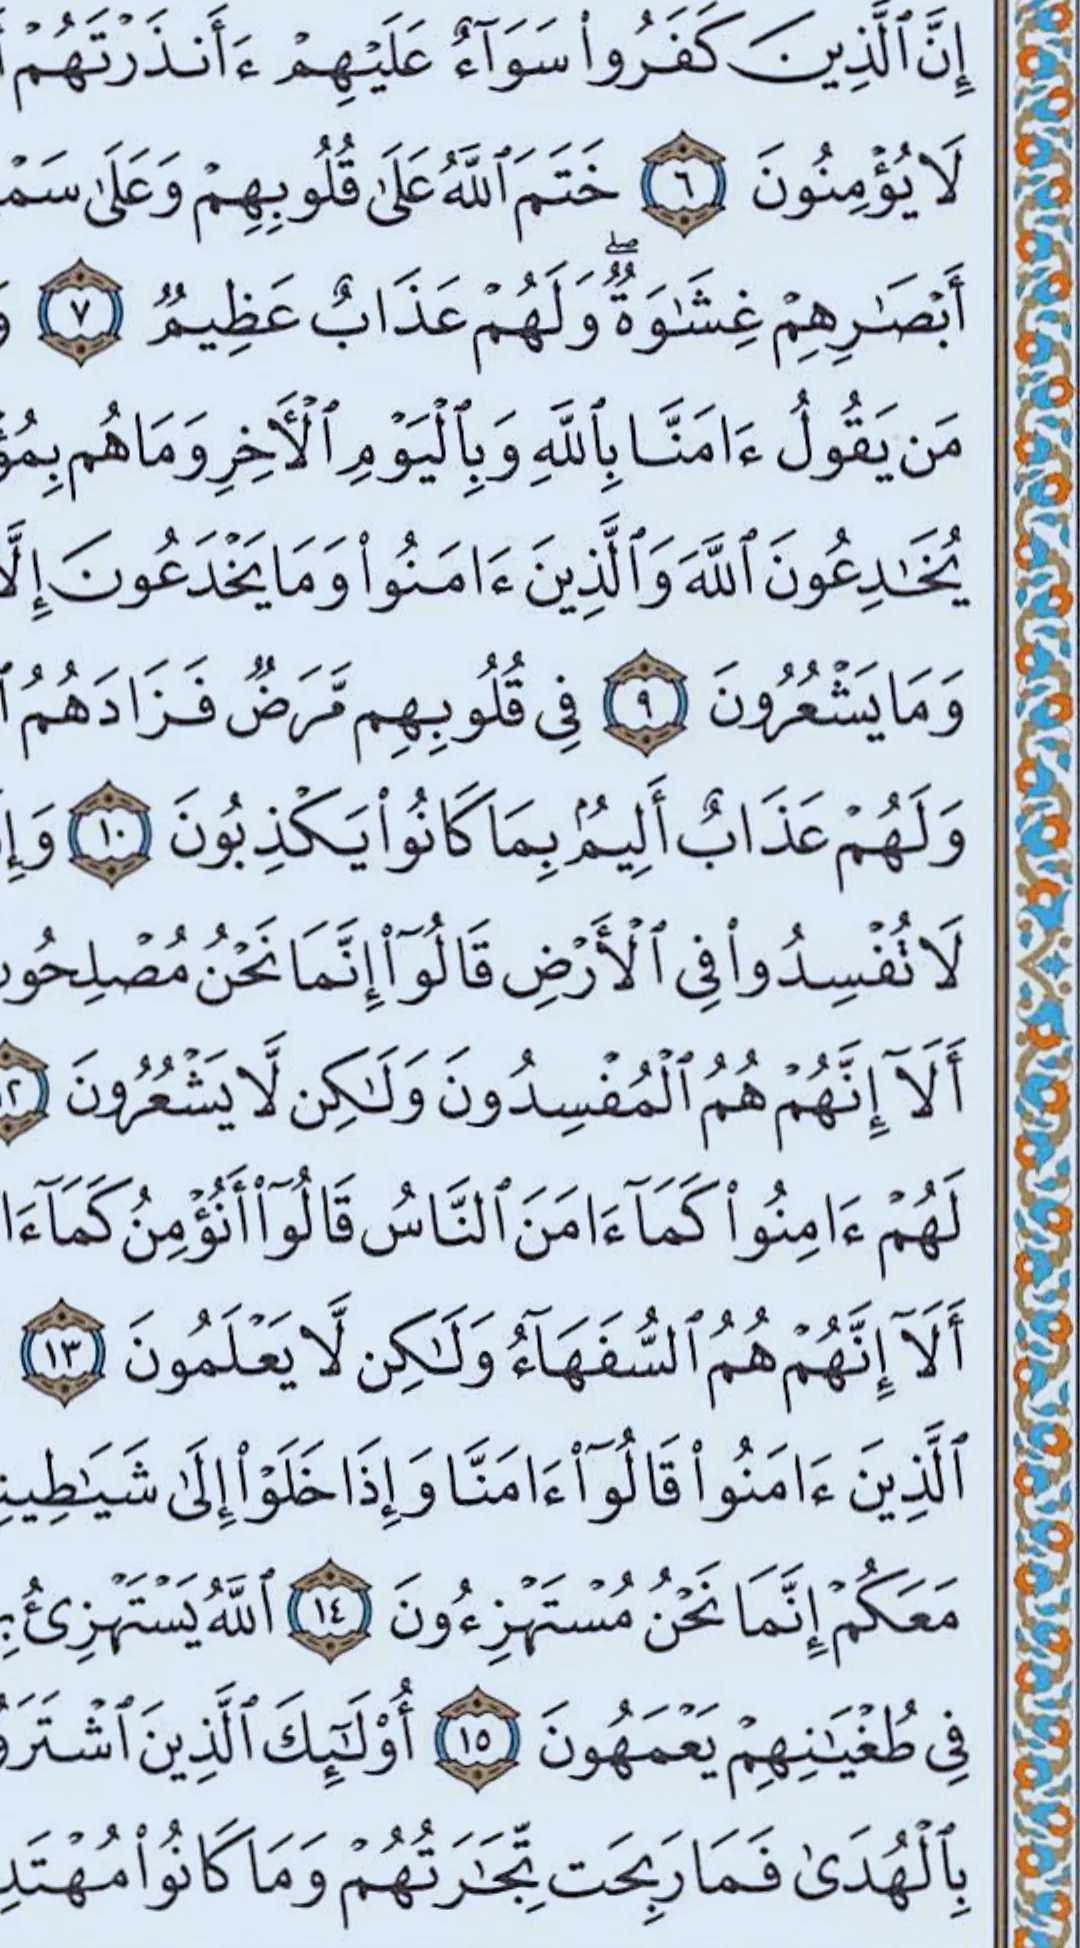 إِنَّ ٱلَّذِينَ كَفَرُوا۟ سَوَآءٌ عَلَيْهِمْ ءَأَنذَرْتَهُمْ
لَا يُؤْمِنُونَ ٦ خَتَمَ ٱللَّهُ عَلَىٰ قُلُوبِهِمْ وَعَلَىٰ
أَبْصَـٰرِهِمْ غِشَـٰوَةٌۖ وَلَهُمْ عَذَابٌ عَظِيمٌ ٧
مَن يَقُولُ ءَامَنَّا بِٱللَّهِ وَبِٱلْيَوْمِ ٱلْـَٔاخِرِ وَمَا هُم
يُخَـٰدِعُونَ ٱللَّهَ وَٱلَّذِينَ ءَامَنُوا۟ وَمَا يَخْدَعُونَ إِلَّا
وَمَا يَشْعُرُونَ ٩ فِى قُلُوبِهِم مَّرَضٌ فَزَادَهُمُ
وَلَهُمْ عَذَابٌ أَلِيمٌۢ بِمَا كَانُوا۟ يَكْذِبُونَ ١٠
لَا تُفْسِدُوا۟ فِى ٱلْأَرْضِ قَالُوٓا۟ إِنَّمَا نَحْنُ
أَلَآ إِنَّهُمْ هُمُ ٱلْمُفْسِدُونَ وَلَـٰكِن لَّا يَشْعُرُونَ
لَهُمْ ءَامِنُوا۟ كَمَآ ءَامَنَ ٱلنَّاسُ قَالُوٓا۟ أَنُؤْمِنُ كَمَآ
أَلَآ إِنَّهُمْ هُمُ ٱلسُّفَهَآءُ وَلَـٰكِن لَّا يَعْلَمُونَ ١٣
ٱلَّذِينَ ءَامَنُوا۟ قَالُوٓا۟ ءَامَنَّا وَإِذَا خَلَوْا۟ إِلَىٰ
مَعَكُمْ إِنَّمَا نَحْنُ مُسْتَهْزِءُونَ ١٤ ٱللَّهُ يَسْتَهْزِئُ
فِى طُغْيَـٰنِهِمْ يَعْمَهُونَ ١٥ أُو۟لَـٰٓئِكَ ٱلَّذِينَ
بِٱلْهُدَىٰ فَمَا رَبِحَت تِّجَـٰرَتُهُمْ وَمَا كَانُوا۟